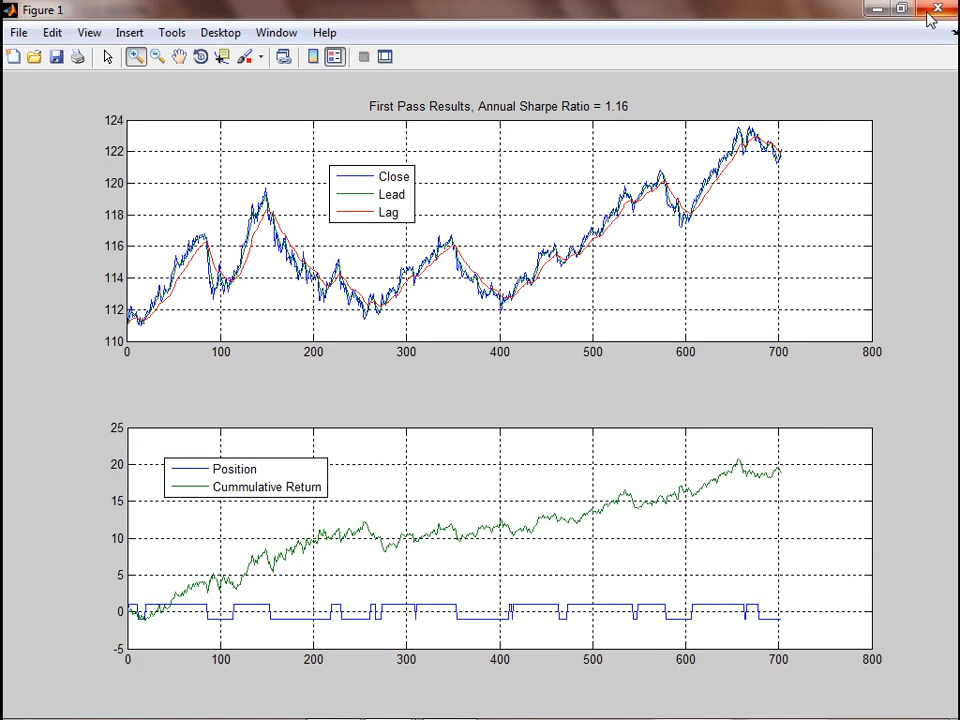 Figure 1
File Edit View Insert Tools Desktop Window Help
First Pass Results, Annual Sharpe Ratio = 1.16
124
122
120
118
116
114
112
110
Close
Lead
Lag
0 100 200 300 400 500 600 700 800
25
20
15
10
5
0
-5
Position
Cummulative Return
0 100 200 300 400 500 600 700 800